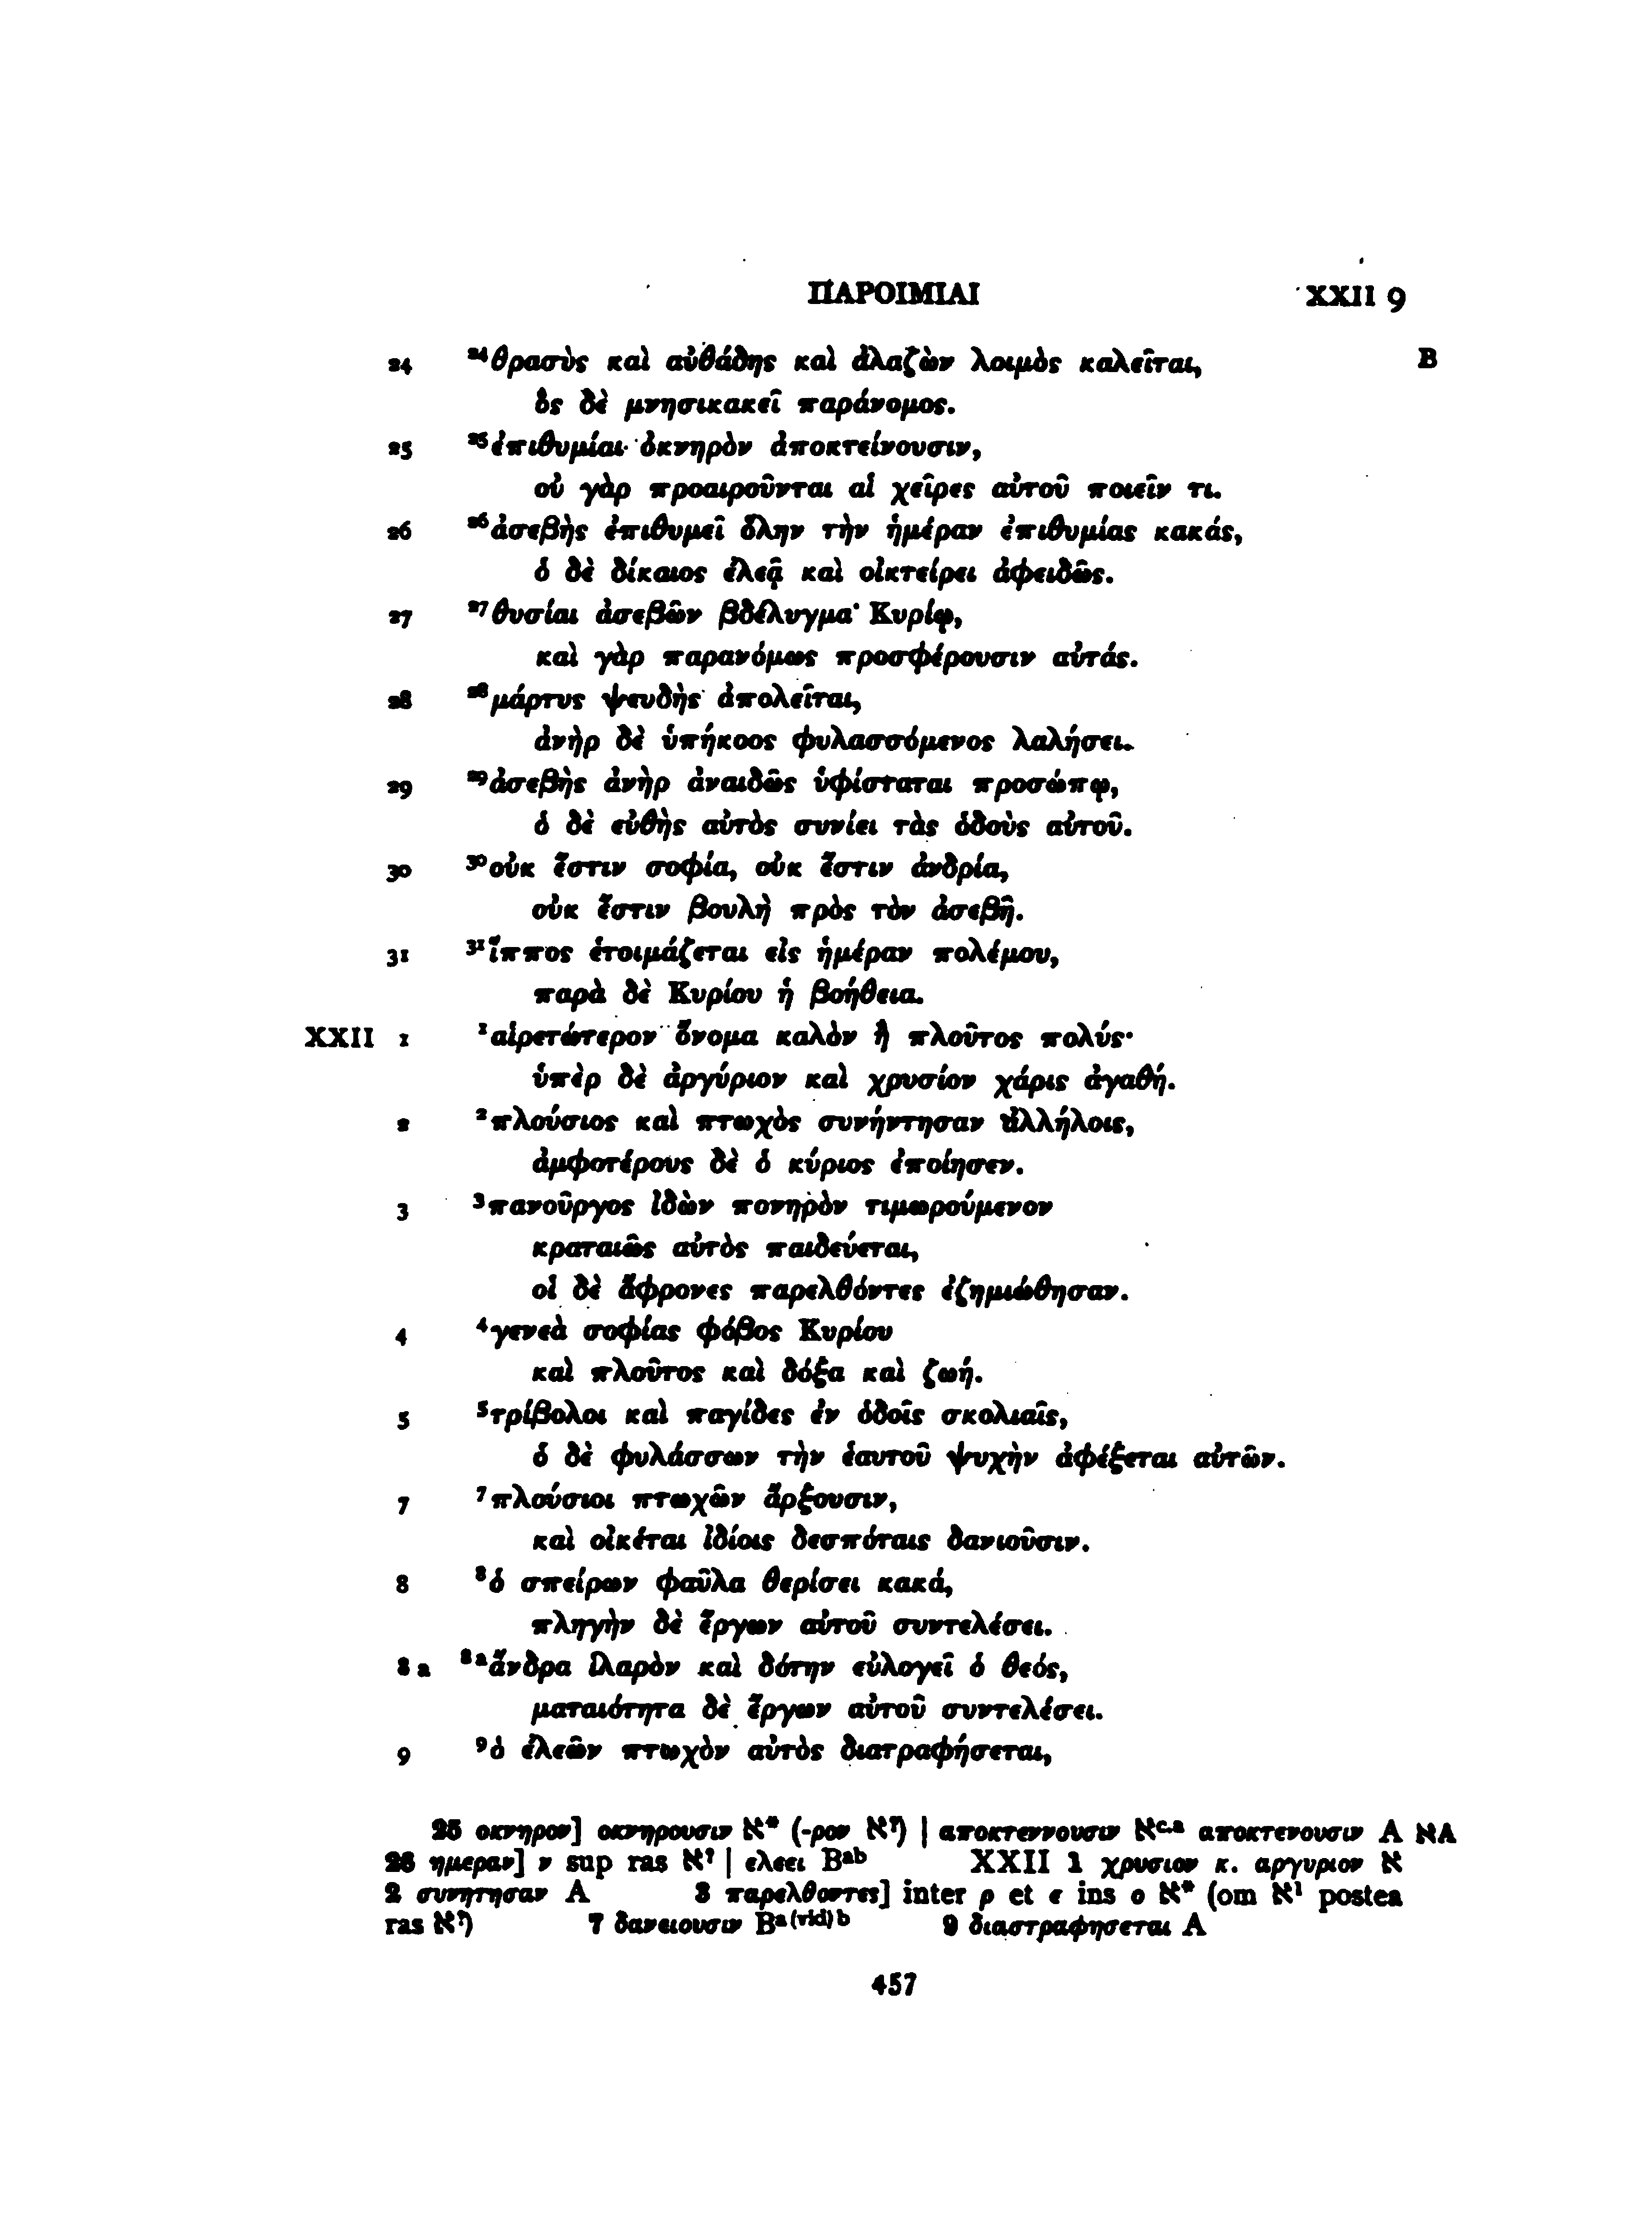 ΠΑΡΟΙΜΙΑΙ XXII 9
24 ²⁴θρασὺς καὶ αὐθάδης καὶ ἀλαζὼν λοιμὸς καλεῖται, B
ὃς δὲ μνησικακεῖ παράνομος.
25 ²⁵ἐπιθυμίαι ὀκνηρὸν ἀποκτείνουσιν,
οὐ γὰρ προαιροῦνται αἱ χεῖρες αὐτοῦ ποιεῖν τι.
26 ²⁶ἀσεβὴς ἐπιθυμεῖ ὅλην τὴν ἡμέραν ἐπιθυμίας κακάς,
ὁ δὲ δίκαιος ἐλεᾷ καὶ οἰκτείρει ἀφειδῶς.
27 ²⁷θυσίαι ἀσεβῶν βδέλυγμα Κυρίῳ,
καὶ γὰρ παρανόμως προσφέρουσιν αὐτάς.
28 ²⁸μάρτυς ψευδὴς ἀπολεῖται,
ἀνὴρ δὲ ὑπήκοος φυλασσόμενος λαλήσει.
29 ²⁹ἀσεβὴς ἀνὴρ ἀναιδῶς ὑφίσταται προσώπῳ,
ὁ δὲ εὐθὴς αὐτὸς συνίει τὰς ὁδοὺς αὐτοῦ.
30 ³⁰οὐκ ἔστιν σοφία, οὐκ ἔστιν ἀνδρία,
οὐκ ἔστιν βουλὴ πρὸς τὸν ἀσεβῆ.
31 ³¹ἵππος ἑτοιμάζεται εἰς ἡμέραν πολέμου,
παρὰ δὲ Κυρίου ἡ βοήθεια.
XXII 1 ¹αἱρετώτερον ὄνομα καλὸν ἢ πλοῦτος πολύς·
ὑπὲρ δὲ ἀργύριον καὶ χρυσίον χάρις ἀγαθή.
2 ²πλούσιος καὶ πτωχὸς συνήντησαν ἀλλήλοις,
ἀμφοτέρους δὲ ὁ κύριος ἐποίησεν.
3 ³πανοῦργος ἰδὼν πονηρὸν τιμωρούμενον
κραταιῶς αὐτὸς παιδεύεται,
οἱ δὲ ἄφρονες παρελθόντες ἐζημιώθησαν.
4 ⁴γενεὰ σοφίας φόβος Κυρίου
καὶ πλοῦτος καὶ δόξα καὶ ζωή.
5 ⁵τρίβολοι καὶ παγίδες ἐν ὁδοῖς σκολιαῖς,
ὁ δὲ φυλάσσων τὴν ἑαυτοῦ ψυχὴν ἀφέξεται αὐτῶν.
7 ⁷πλούσιοι πτωχῶν ἄρξουσιν,
καὶ οἰκέται ἰδίοις δεσπόταις δανιοῦσιν.
8 ⁸ὁ σπείρων φαῦλα θερίσει κακά,
πληγὴν δὲ ἔργων αὐτοῦ συντελέσει.
8 a ⁸ᵃἄνδρα ἱλαρὸν καὶ δότην εὐλογεῖ ὁ θεός,
ματαιότητα δὲ ἔργων αὐτοῦ συντελέσει.
9 ⁹ὁ ἐλεῶν πτωχὸν αὐτὸς διατραφήσεται,
25 οκνηρον] οκνηρουσιν א* (-ρον א?) | αποκτεννουσιν אc.a αποκτενουσιν A אA
26 ημεραν] ν sup ras א? | ελεει Bab XXII 1 χρυσιον κ. αργυριον א
2 συνητησαν A 3 παρελθοντες] inter ρ et ε ins ο א* (om א1 postea
ras א?) 7 δανειουσιν Ba(vid)b 9 διαστραφησεται A
457